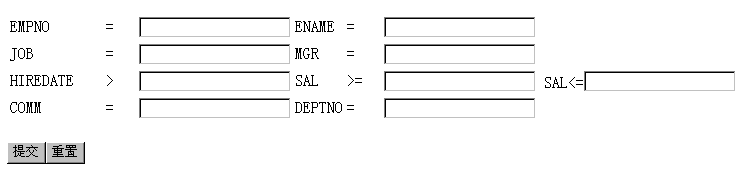 EMPNO = ENAME =
JOB = MGR =
HIREDATE > SAL >= SAL<=
COMM = DEPTNO =
提交 重置